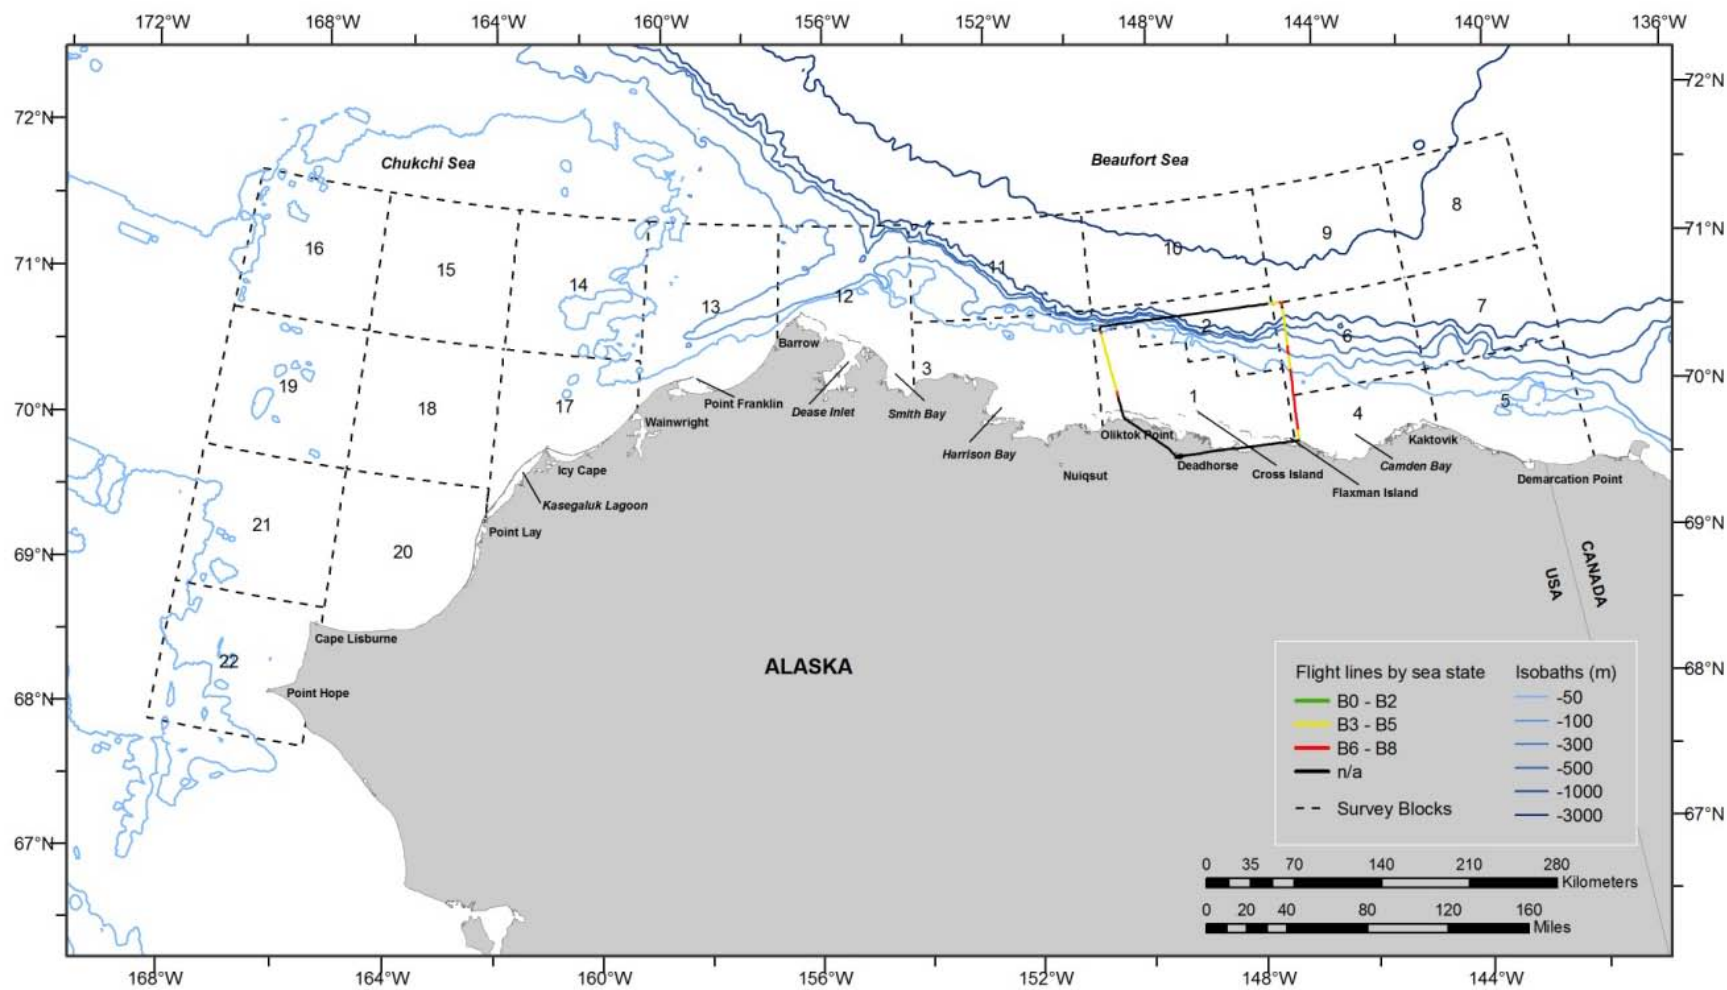 172°W 168°W 164°W 160°W 156°W 152°W 148°W 144°W 140°W 136°W
72°N 72°N
Chukchi Sea
Beaufort Sea
8
9
10
71°N 71°N
16
15
14
13
12
11
7
6
2
70°N 70°N
Barrow
3
19
18
17
1
4
5
Point Franklin
Dease Inlet
Smith Bay
Wainwright
Harrison Bay
Oliktok Point
Kaktovik
Icy Cape
Nuiqsut
Deadhorse
Cross Island
Camden Bay
Flaxman Island
Demarcation Point
Kasegaluk Lagoon
Point Lay
69°N 69°N
21
20
USA
CANADA
Cape Lisburne
22
ALASKA
Point Hope
68°N 68°N
Flight lines by sea state
B0 - B2
B3 - B5
B6 - B8
n/a
Survey Blocks
Isobaths (m)
-50
-100
-300
-500
-1000
-3000
67°N 67°N
0 35 70 140 210 280
Kilometers
0 20 40 80 120 160
Miles
168°W 164°W 160°W 156°W 152°W 148°W 144°W